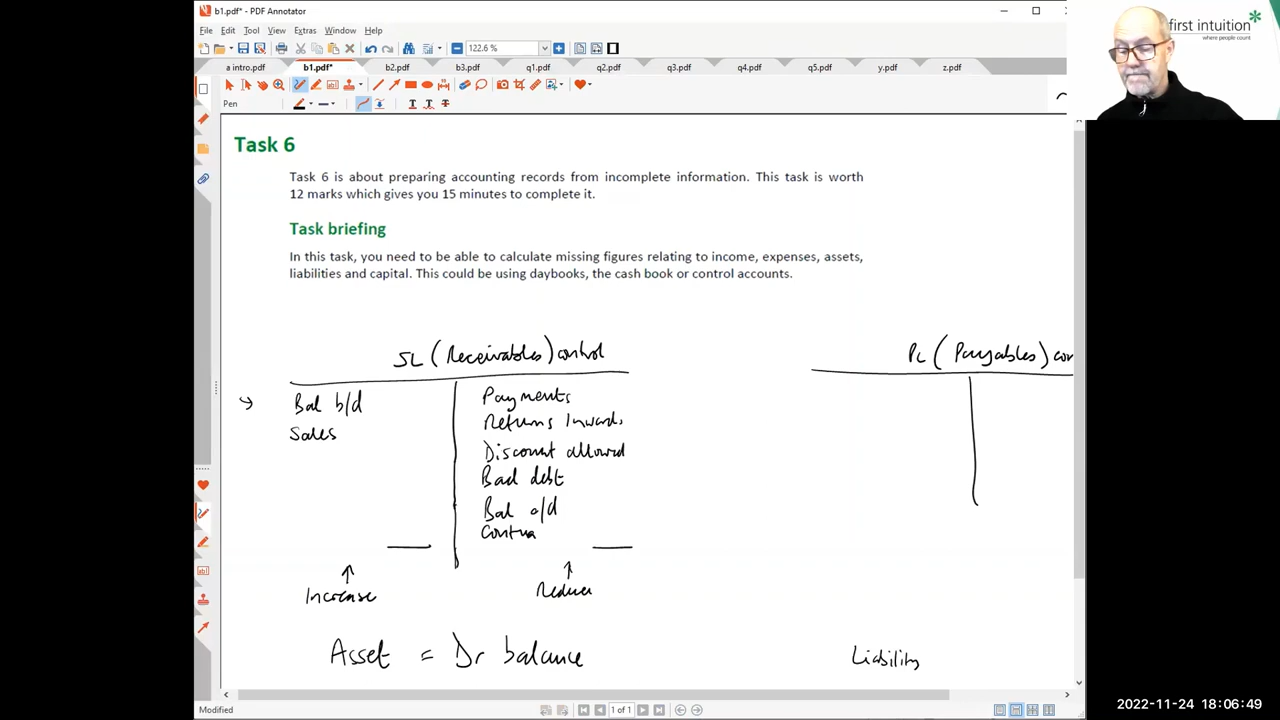 b1.pdf* - PDF Annotator
first intuition
where people count
File Edit Tool View Extras Window Help
122.6 %
a intro.pdf b1.pdf* b2.pdf b3.pdf q1.pdf q2.pdf q3.pdf q4.pdf q5.pdf y.pdf z.pdf
Pen
Task 6
Task 6 is about preparing accounting records from incomplete information. This task is worth
12 marks which gives you 15 minutes to complete it.
Task briefing
In this task, you need to be able to calculate missing figures relating to income, expenses, assets,
liabilities and capital. This could be using daybooks, the cash book or control accounts.
SL (Receivables) control
PL (Payables) con
→ Bal b/d
Sales
Payments
Returns Inwards
Discount allowed
Bad debt
Bal c/d
Contra
↑
Increase
↑
Reduce
Asset = Dr balance
Liability
Modified
1 of 1
2022-11-24 18:06:49